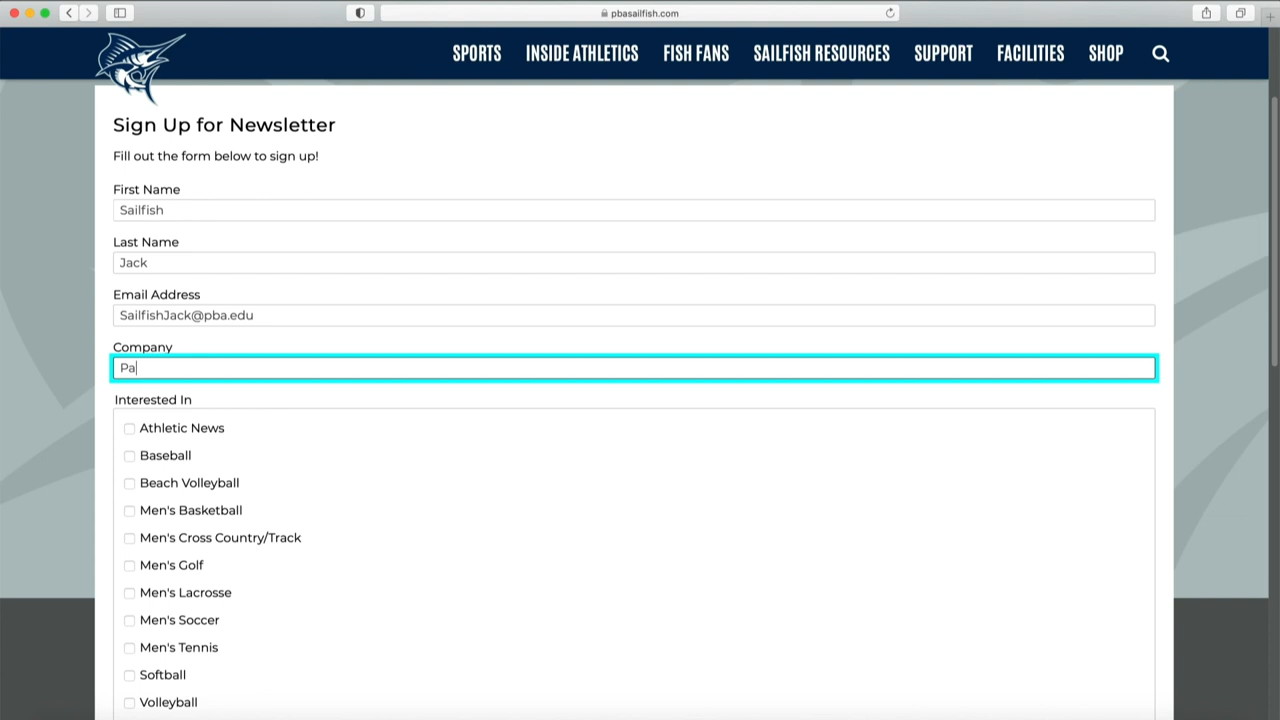 pbasailfish.com
SPORTS INSIDE ATHLETICS FISH FANS SAILFISH RESOURCES SUPPORT FACILITIES SHOP
Sign Up for Newsletter
Fill out the form below to sign up!
First Name
Sailfish
Last Name
Jack
Email Address
SailfishJack@pba.edu
Company
Pa
Interested In
Athletic News
Baseball
Beach Volleyball
Men's Basketball
Men's Cross Country/Track
Men's Golf
Men's Lacrosse
Men's Soccer
Men's Tennis
Softball
Volleyball